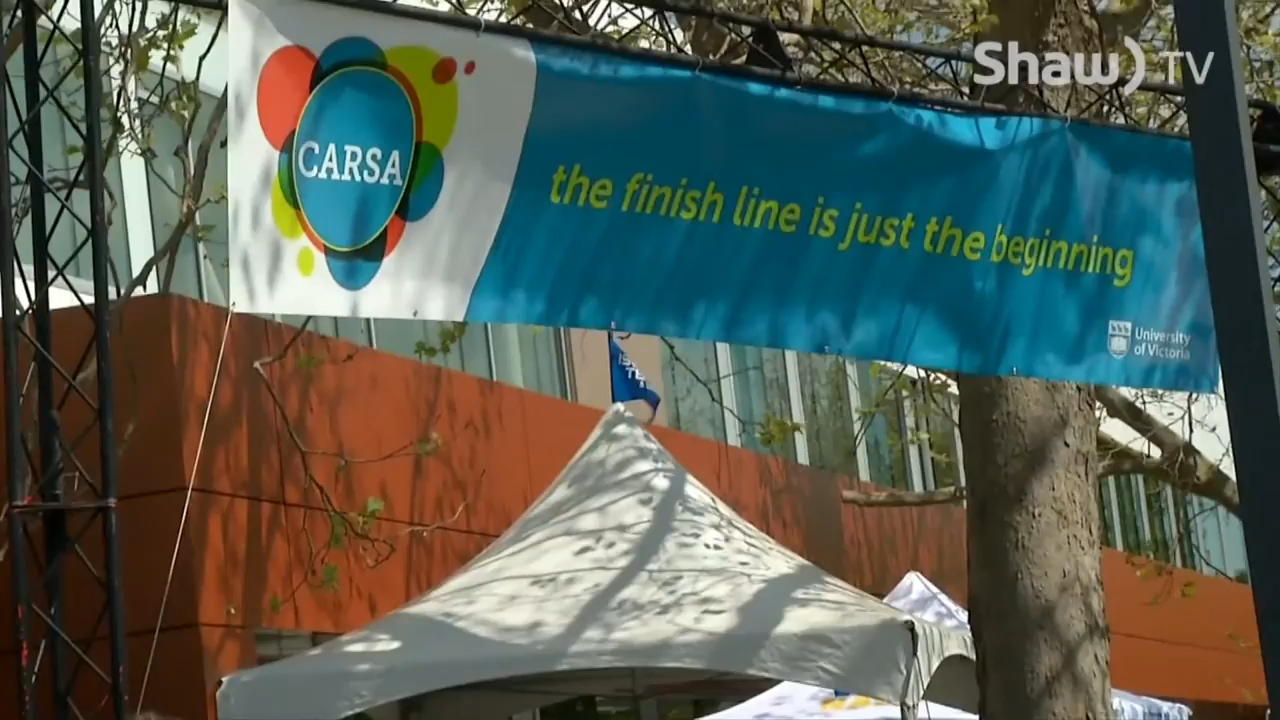 Shaw) TV
CARSA
the finish line is just the beginning
University
of Victoria